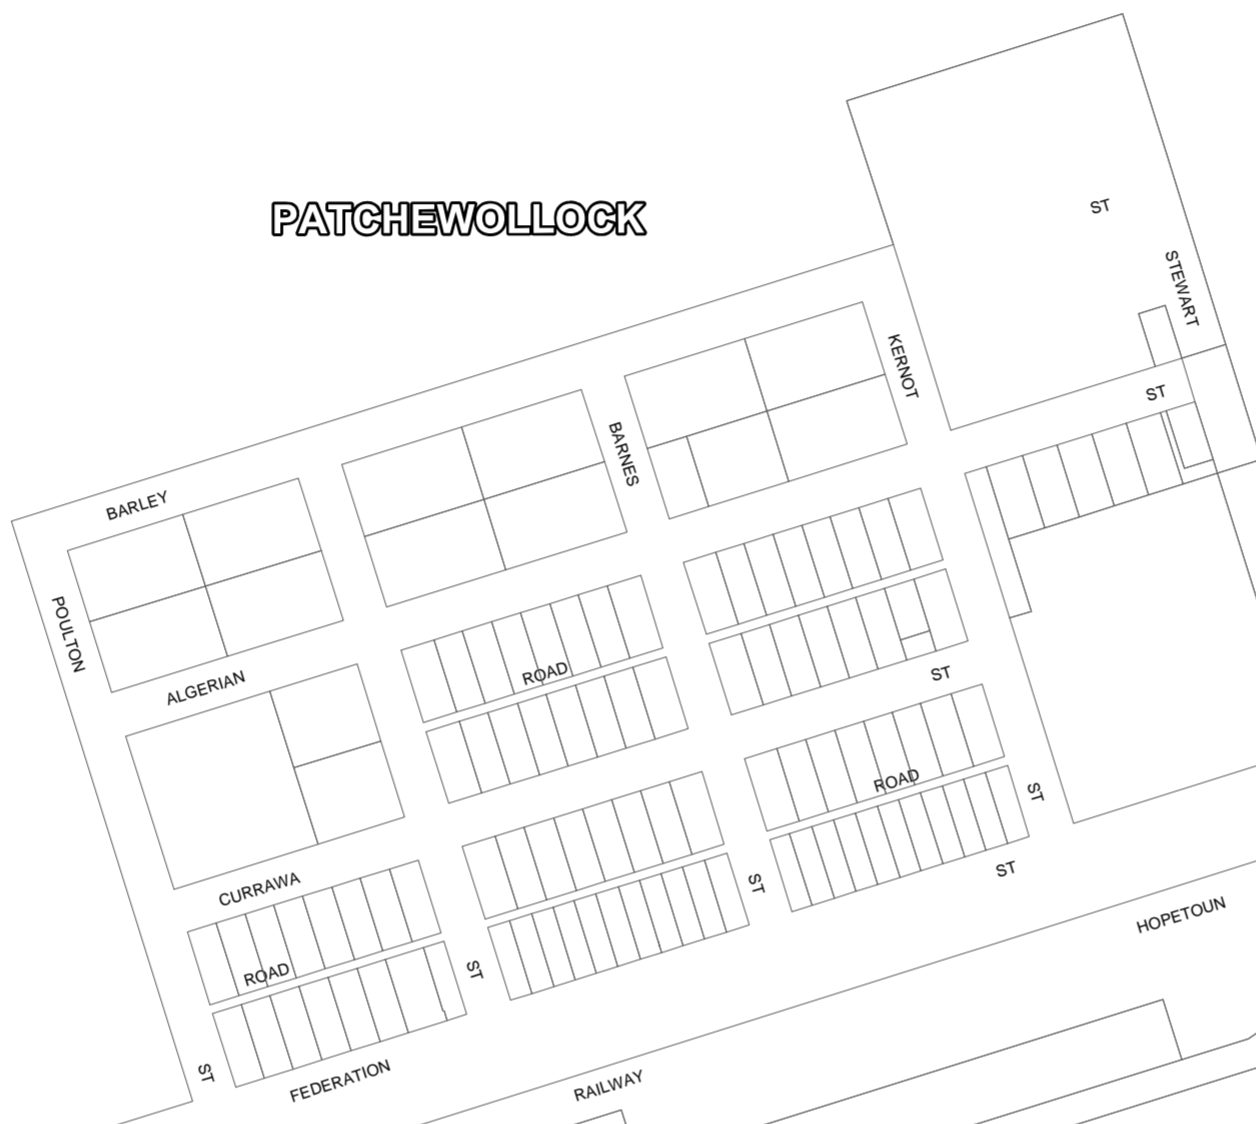 ST
PATCHEWOLLOCK
STEWART
KERNOT
ST
BARNES
BARLEY
POULTON
ALGERIAN
ROAD
ST
ROAD
ST
CURRAWA
ST
ST
HOPETOUN
ROAD
ST
ST
FEDERATION
RAILWAY